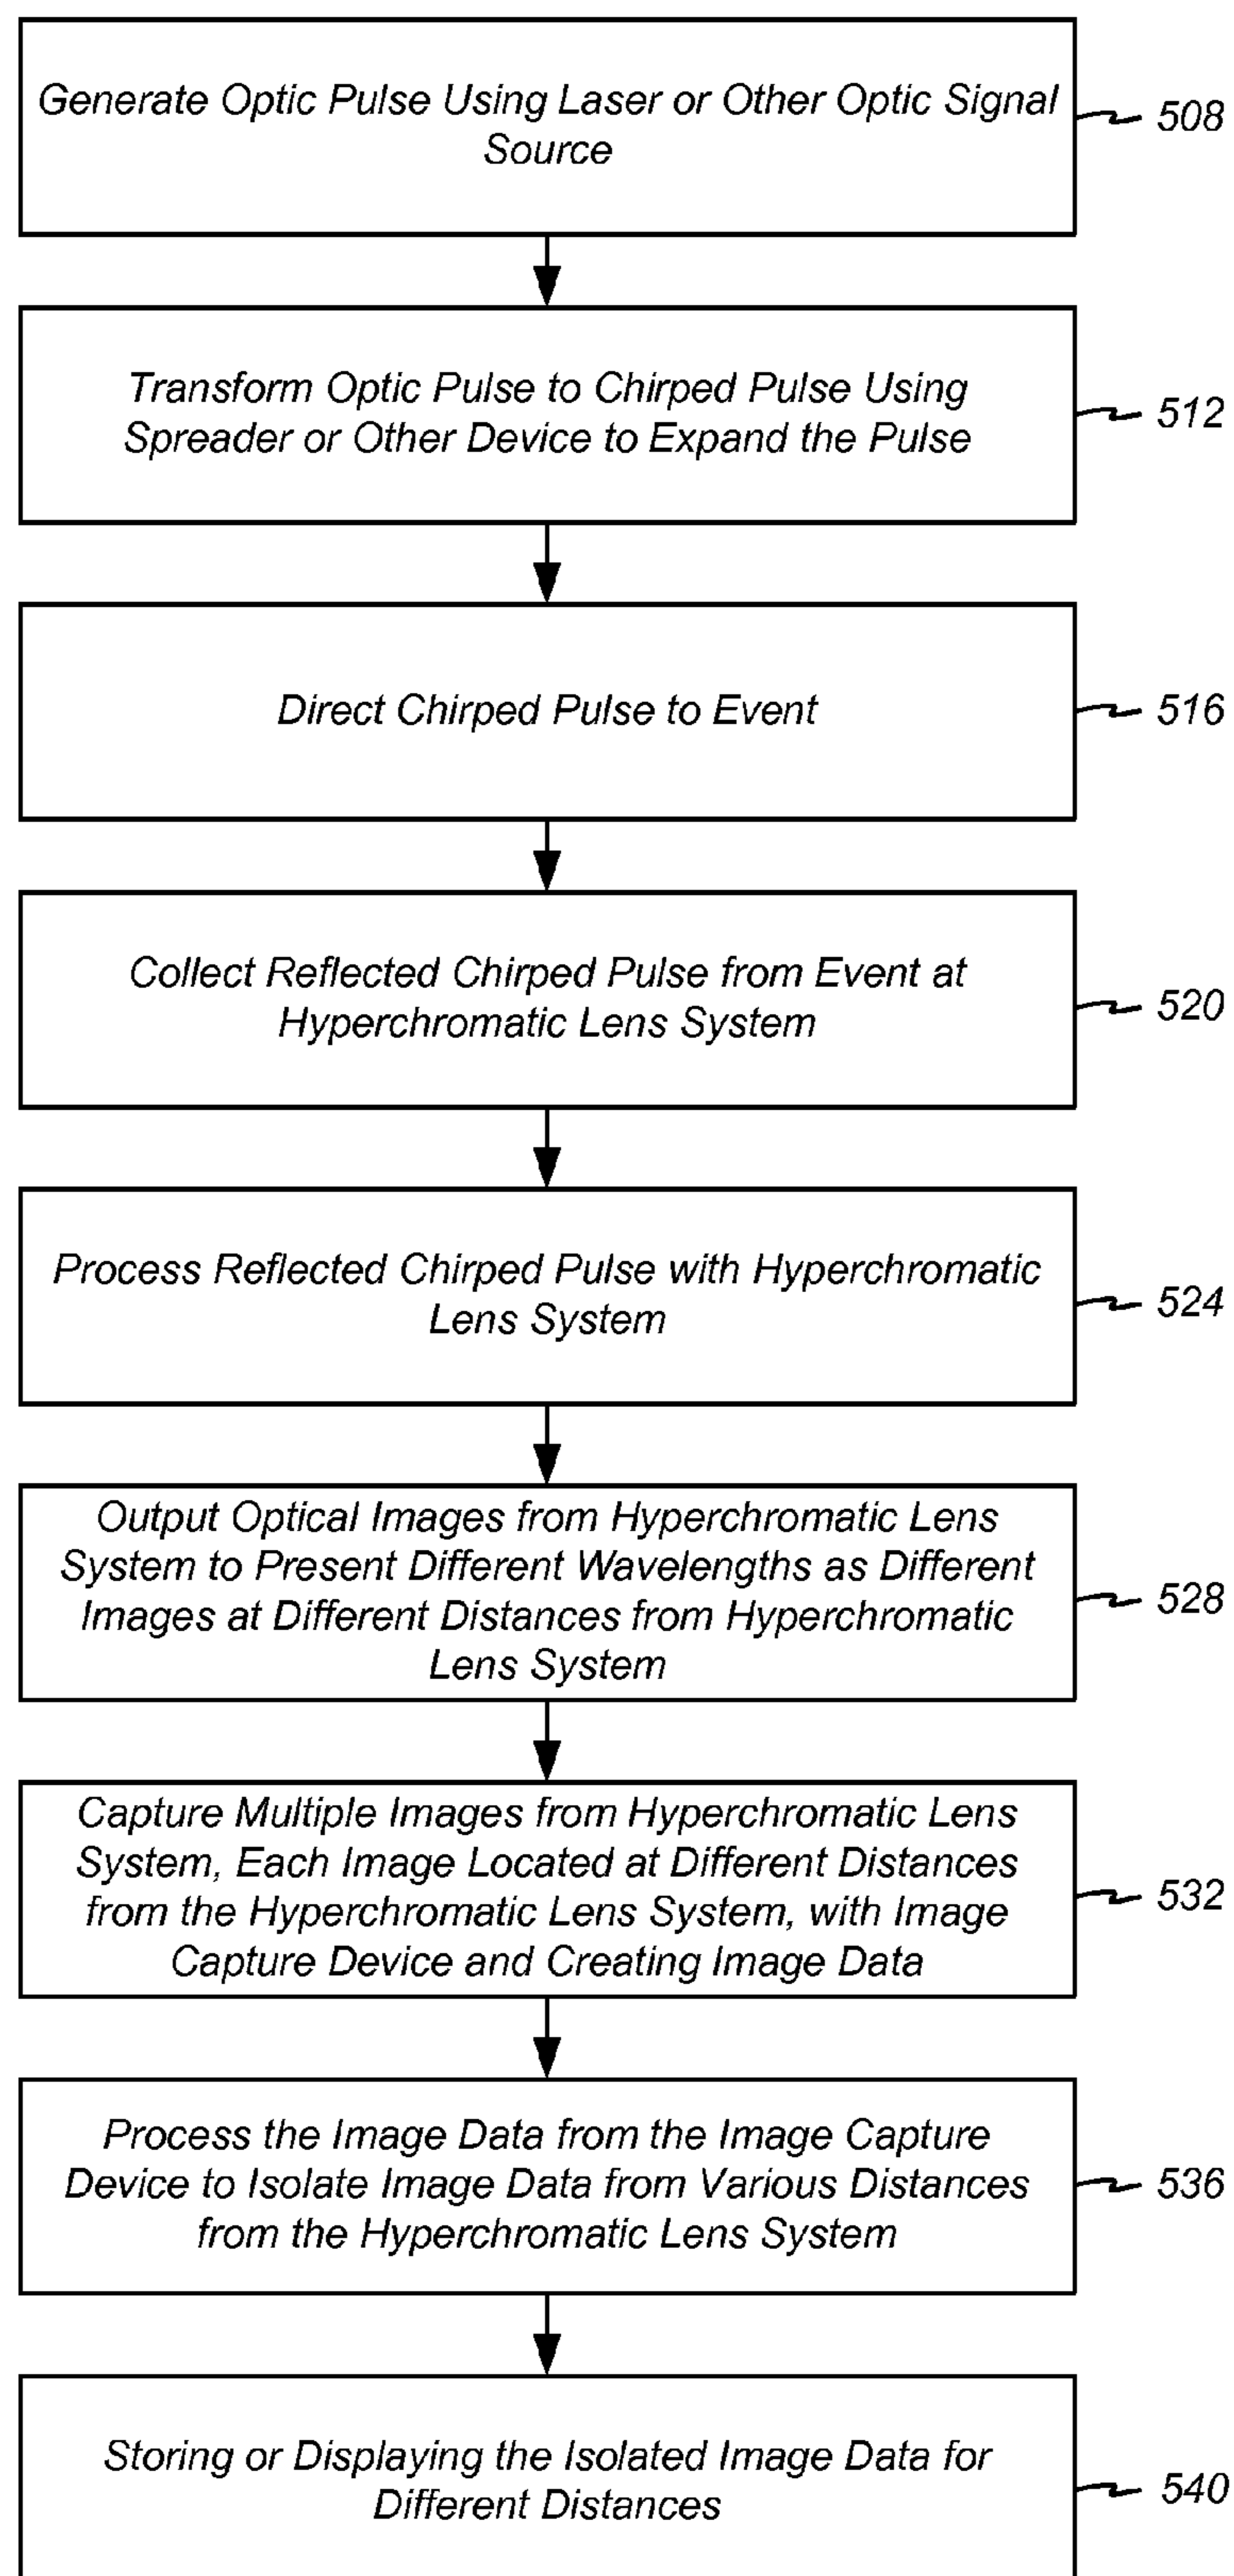 Generate Optic Pulse Using Laser or Other Optic Signal
Source
508
Transform Optic Pulse to Chirped Pulse Using
Spreader or Other Device to Expand the Pulse
512
Direct Chirped Pulse to Event
516
Collect Reflected Chirped Pulse from Event at
Hyperchromatic Lens System
520
Process Reflected Chirped Pulse with Hyperchromatic
Lens System
524
Output Optical Images from Hyperchromatic Lens
System to Present Different Wavelengths as Different
Images at Different Distances from Hyperchromatic
Lens System
528
Capture Multiple Images from Hyperchromatic Lens
System, Each Image Located at Different Distances
from the Hyperchromatic Lens System, with Image
Capture Device and Creating Image Data
532
Process the Image Data from the Image Capture
Device to Isolate Image Data from Various Distances
from the Hyperchromatic Lens System
536
Storing or Displaying the Isolated Image Data for
Different Distances
540